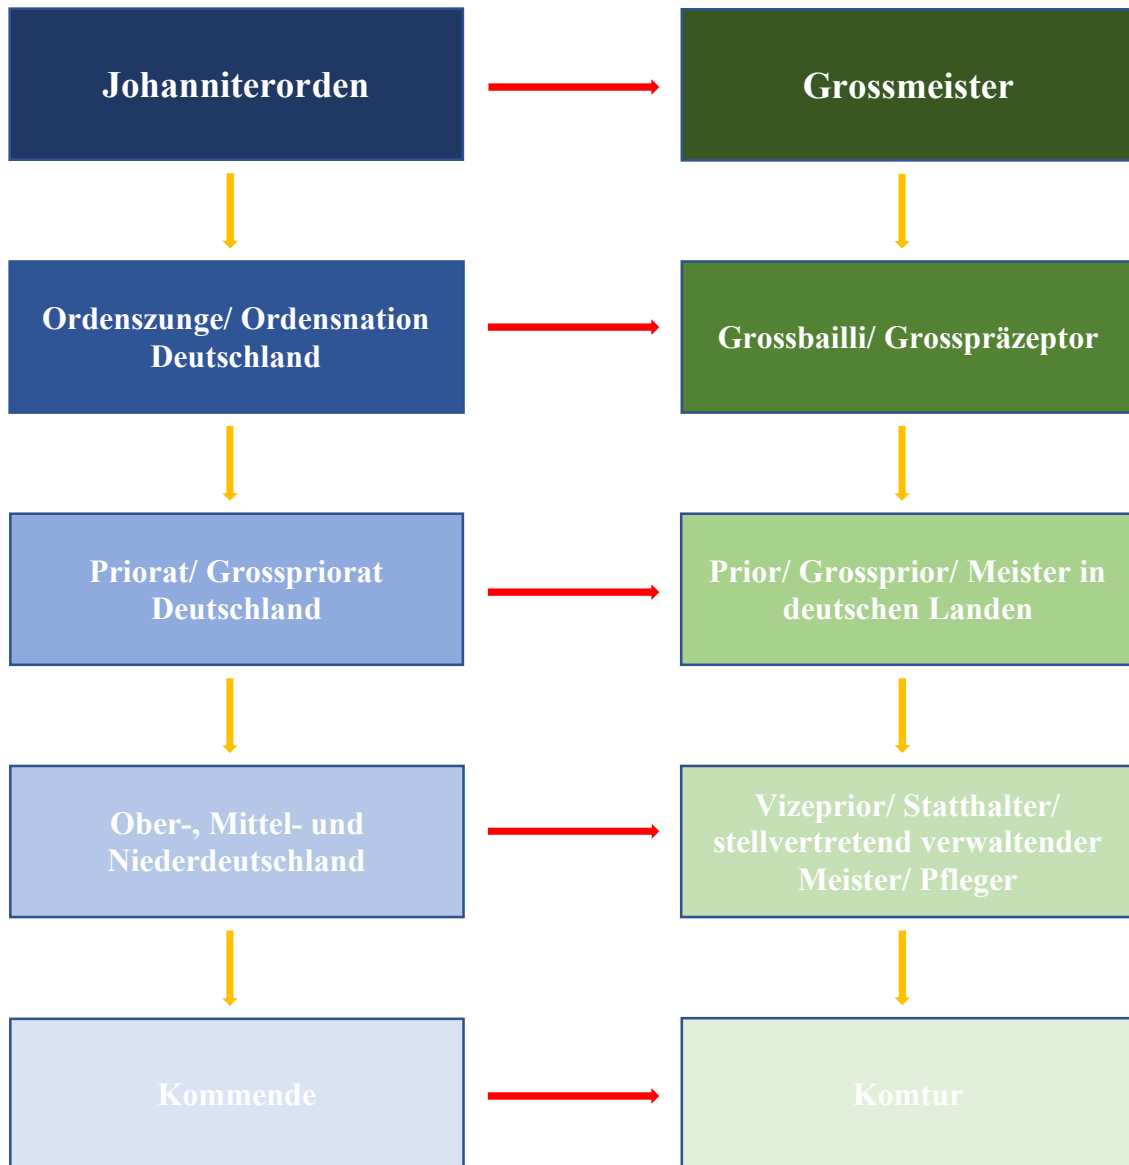 Johanniterorden
Grossmeister
Ordenszunge/ Ordensnation
Deutschland
Grossbailli/ Grosspräzeptor
Priorat/ Grosspriorat
Deutschland
Prior/ Grossprior/ Meister in
deutschen Landen
Ober-, Mittel- und
Niederdeutschland
Vizeprior/ Statthalter/
stellvertretend verwaltender
Meister/ Pfleger
Kommende
Komtur